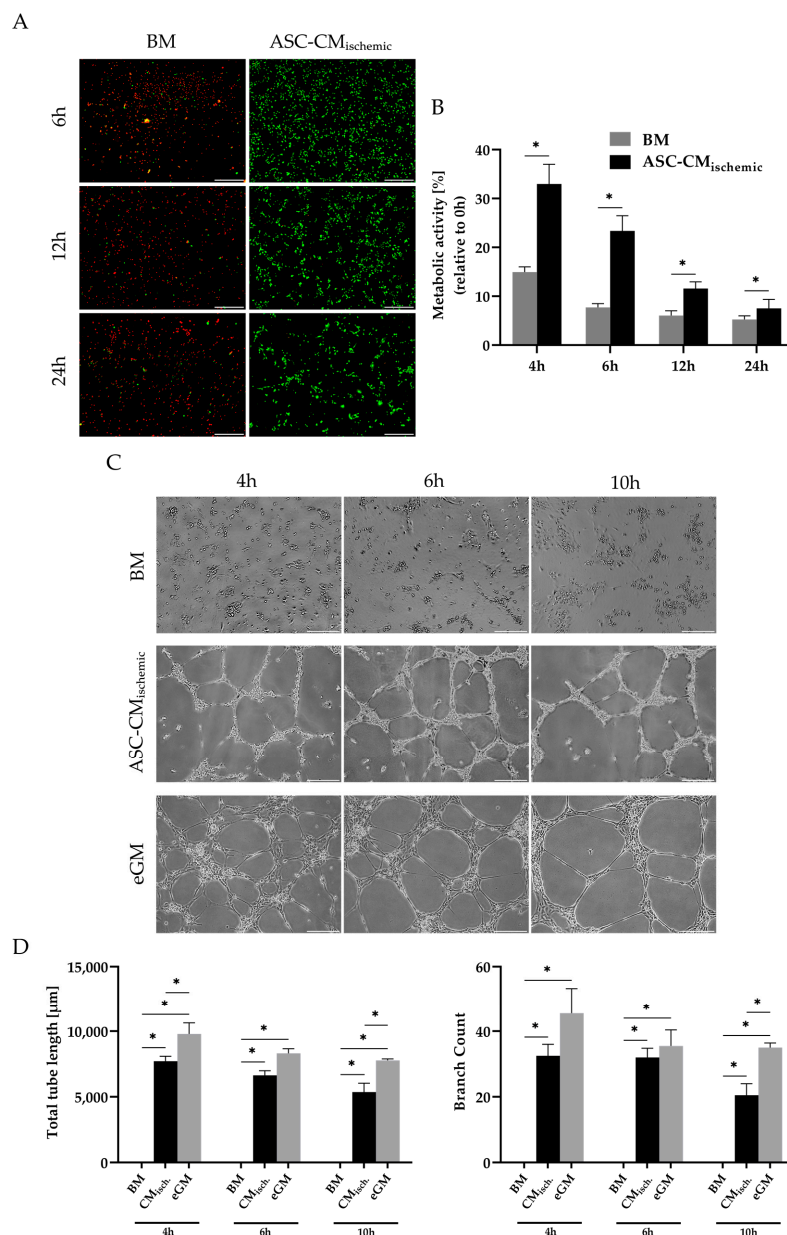 A
BM ASC-CMischemic
6h
12h
24h
B
BM
ASC-CMischemic
Metabolic activity [%]
(relative to 0h)
40
30
20
10
0
*
*
*
*
4h 6h 12h 24h
C
4h 6h 10h
BM
ASC-CMischemic
eGM
D
Total tube length [µm]
15,000
10,000
5,000
0
* * * * * * * *
BM CMisch. eGM BM CMisch. eGM BM CMisch. eGM
4h 6h 10h
Branch Count
60
40
20
0
* * * * * * *
BM CMisch. eGM BM CMisch. eGM BM CMisch. eGM
4h 6h 10h